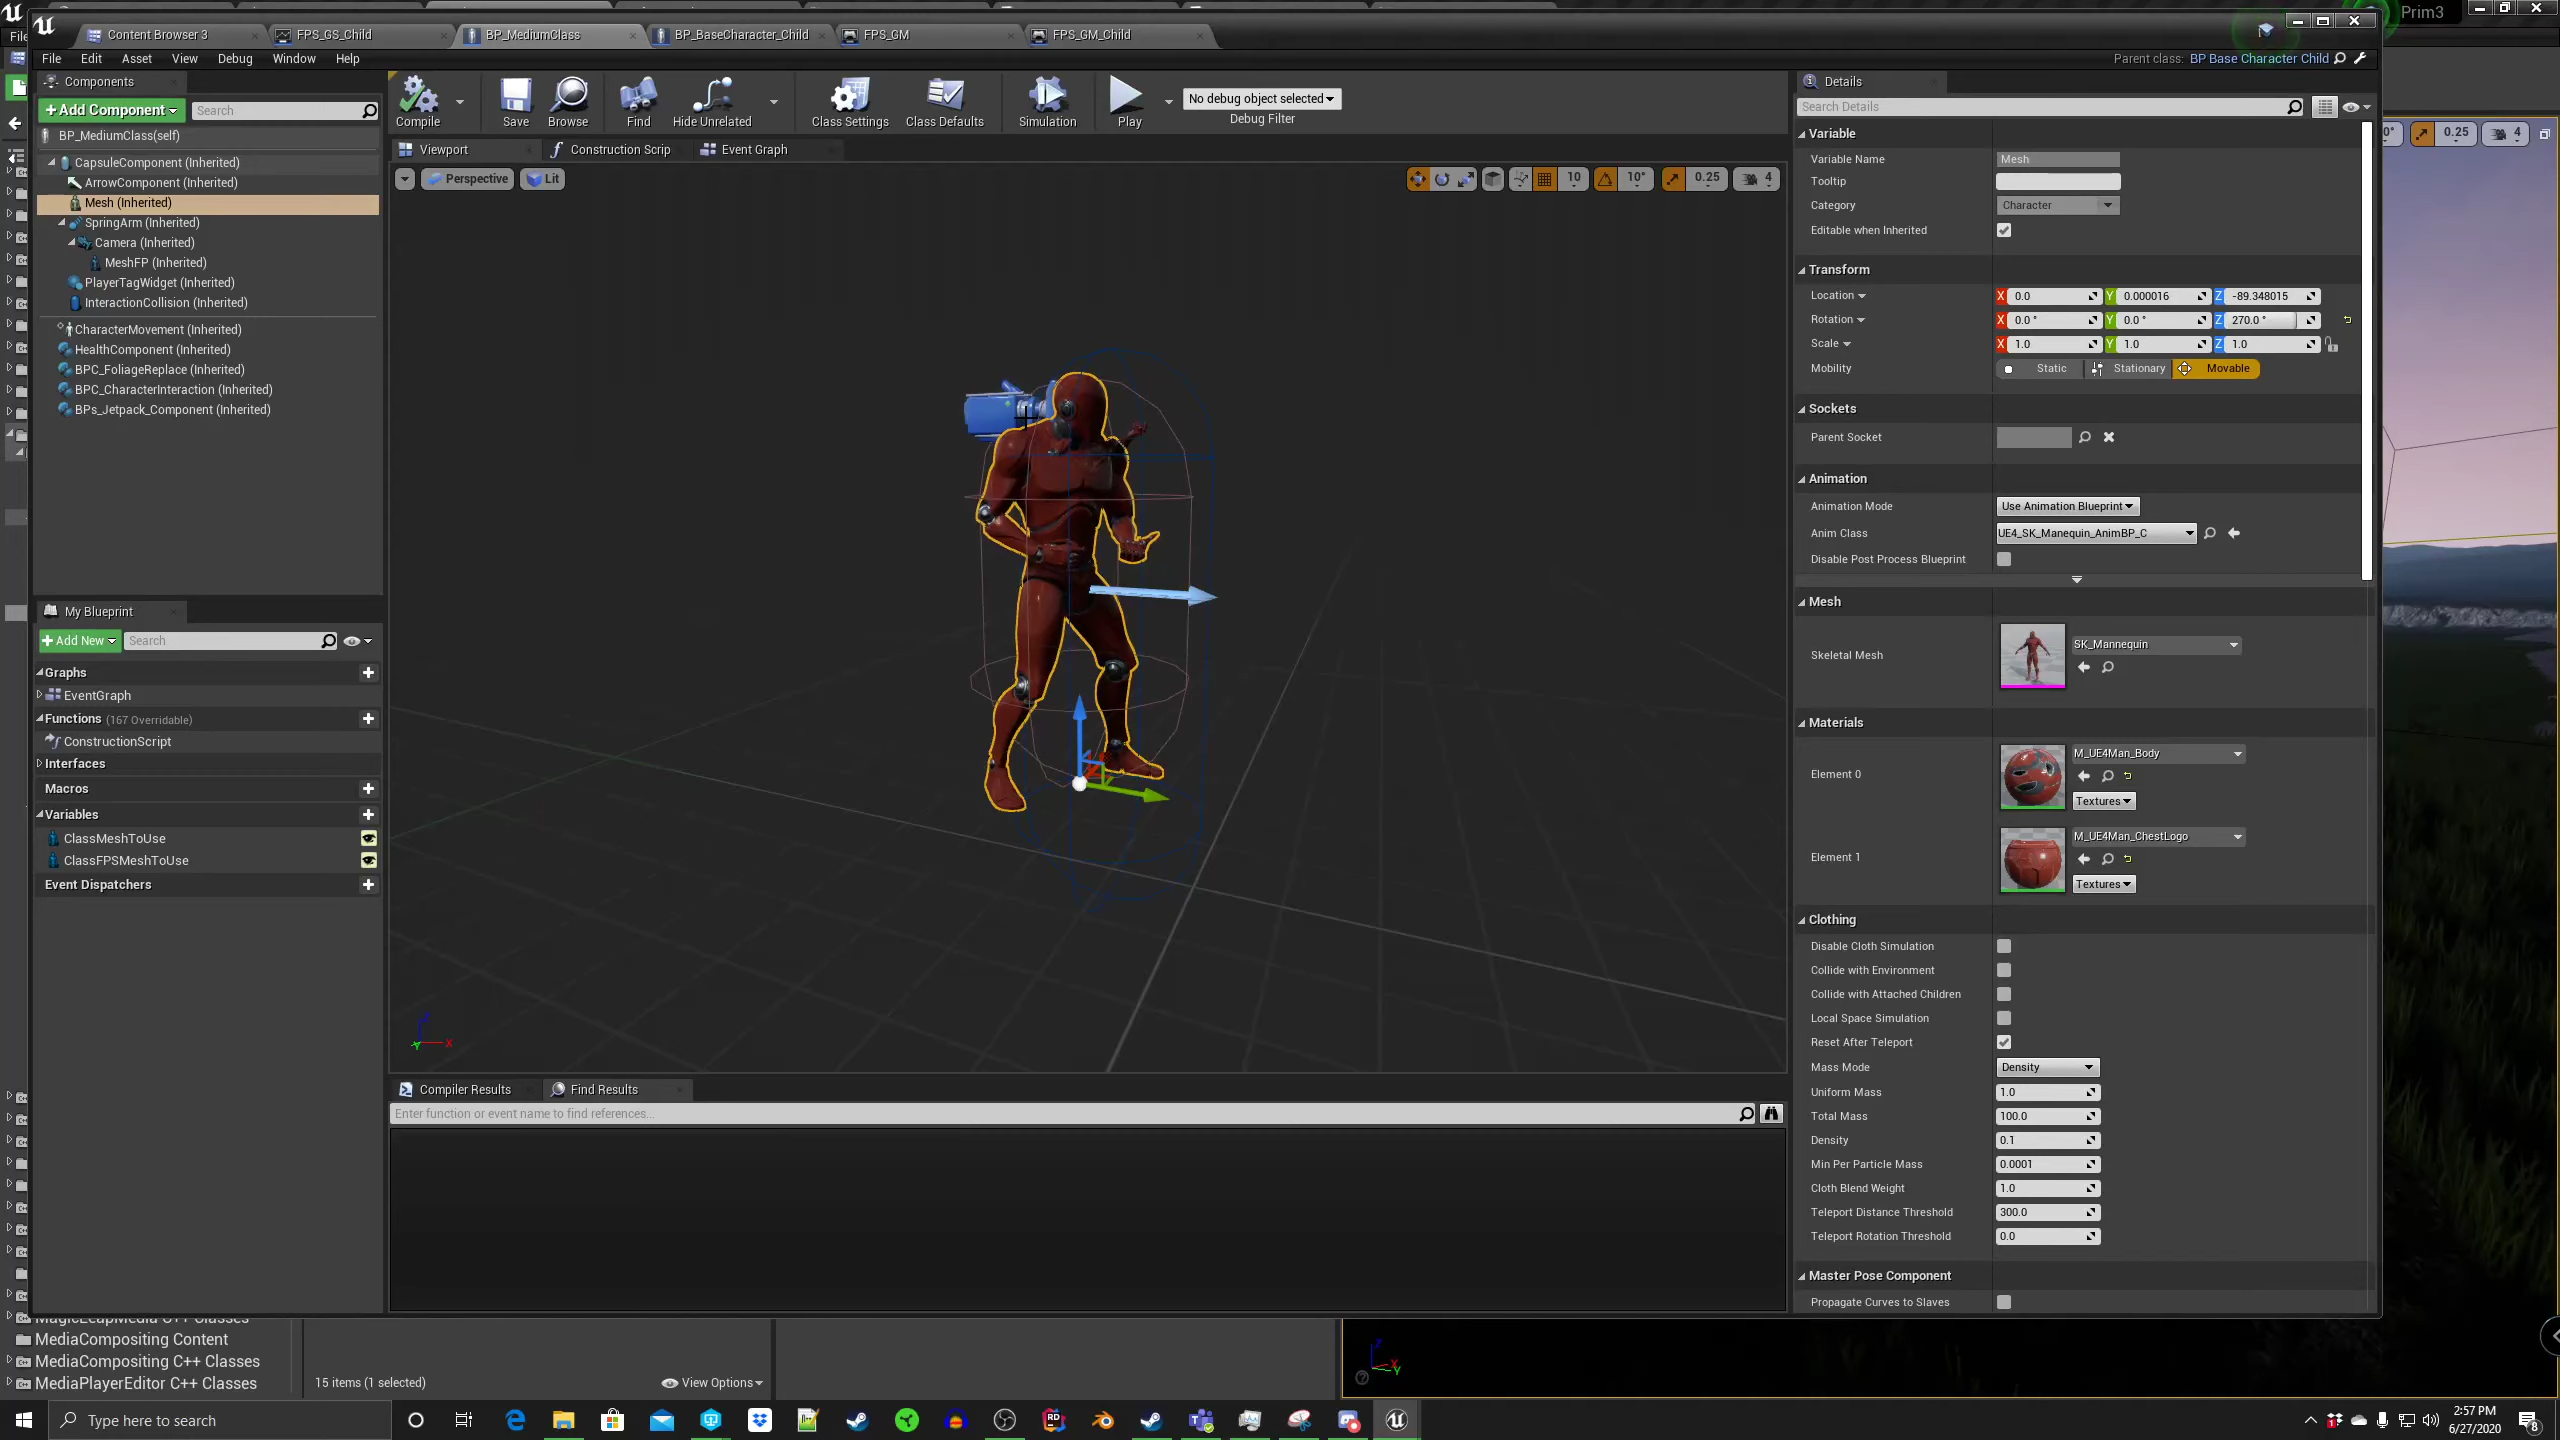 Prim3
Content Browser 3
FPS_GS_Child
BP_MediumClass
BP_BaseCharacter_Child
FPS_GM
FPS_GM_Child
File Edit Asset View Debug Window Help
Parent class: BP Base Character Child
Components
+Add Component
Search
BP_MediumClass(self)
CapsuleComponent (Inherited)
ArrowComponent (Inherited)
Mesh (Inherited)
SpringArm (Inherited)
Camera (Inherited)
MeshFP (Inherited)
PlayerTagWidget (Inherited)
InteractionCollision (Inherited)
CharacterMovement (Inherited)
HealthComponent (Inherited)
BPC_FoliageReplace (Inherited)
BPC_CharacterInteraction (Inherited)
BPs_Jetpack_Component (Inherited)
My Blueprint
+Add New
Search
Graphs
EventGraph
Functions (167 Overridable)
ConstructionScript
Interfaces
Macros
Variables
ClassMeshToUse
ClassFPSMeshToUse
Event Dispatchers
Compile Save Browse Find Hide Unrelated Class Settings Class Defaults Simulation Play
No debug object selected
Debug Filter
Viewport
Construction Scrip
Event Graph
Perspective Lit
10 10° 0.25 4
Compiler Results
Find Results
Enter function or event name to find references...
Details
Search Details
Variable
Variable Name Mesh
Tooltip
Category Character
Editable when Inherited
Transform
Location X 0.0 Y 0.000016 Z -89.348015
Rotation X 0.0 ° Y 0.0 ° Z 270.0 °
Scale X 1.0 Y 1.0 Z 1.0
Mobility Static Stationary Movable
Sockets
Parent Socket
Animation
Animation Mode Use Animation Blueprint
Anim Class UE4_SK_Manequin_AnimBP_C
Disable Post Process Blueprint
Mesh
Skeletal Mesh SK_Mannequin
Materials
Element 0 M_UE4Man_Body
Textures
Element 1 M_UE4Man_ChestLogo
Textures
Clothing
Disable Cloth Simulation
Collide with Environment
Collide with Attached Children
Local Space Simulation
Reset After Teleport
Mass Mode Density
Uniform Mass 1.0
Total Mass 100.0
Density 0.1
Min Per Particle Mass 0.0001
Cloth Blend Weight 1.0
Teleport Distance Threshold 300.0
Teleport Rotation Threshold 0.0
Master Pose Component
Propagate Curves to Slaves
0.25 4
MagicLeapMedia C++ Classes
MediaCompositing Content
MediaCompositing C++ Classes
MediaPlayerEditor C++ Classes
15 items (1 selected)
View Options
Type here to search
2:57 PM
6/27/2020
8